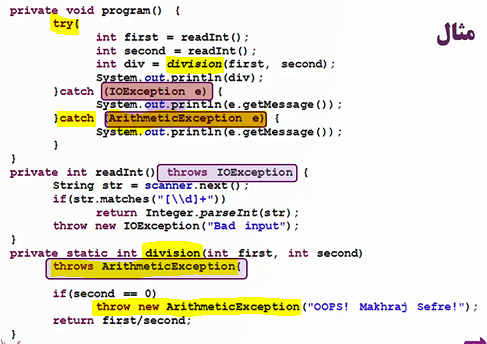 مثال
private void program() {
try{
int first = readInt();
int second = readInt();
int div = division(first, second);
System.out.println(div);
}catch (IOException e) {
System.out.println(e.getMessage());
}catch (ArithmeticException e) {
System.out.println(e.getMessage());
}
}
private int readInt() throws IOException {
String str = scanner.next();
if(str.matches("[\\d]+"))
return Integer.parseInt(str);
throw new IOException("Bad input");
}
private static int division(int first, int second)
throws ArithmeticException{
if(second == 0)
throw new ArithmeticException("OOPS! Makhraj Sefre!");
return first/second;
}